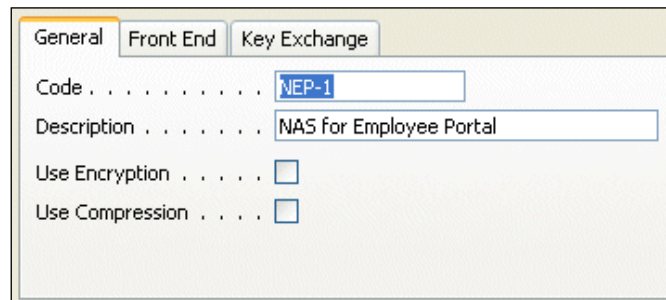 General Front End Key Exchange
Code . . . . . . . . . . NEP-1
Description . . . . . . . NAS for Employee Portal
Use Encryption . . . . .
Use Compression . . . .